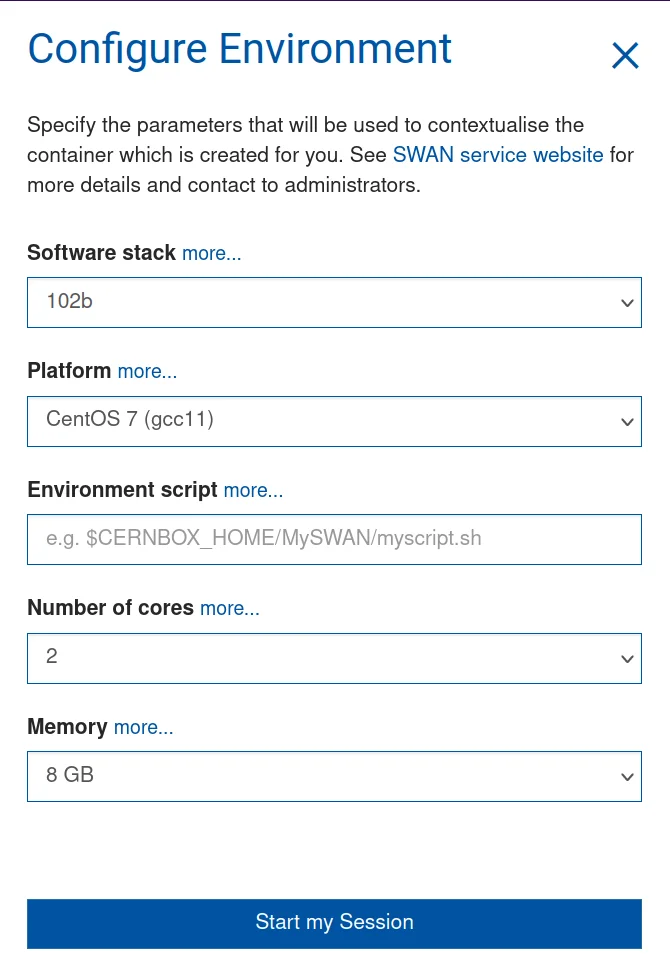 Configure Environment
Specify the parameters that will be used to contextualise the
container which is created for you. See SWAN service website for
more details and contact to administrators.
Software stack more...
102b
Platform more...
CentOS 7 (gcc11)
Environment script more...
e.g. $CERNBOX_HOME/MySWAN/myscript.sh
Number of cores more...
2
Memory more...
8 GB
Start my Session